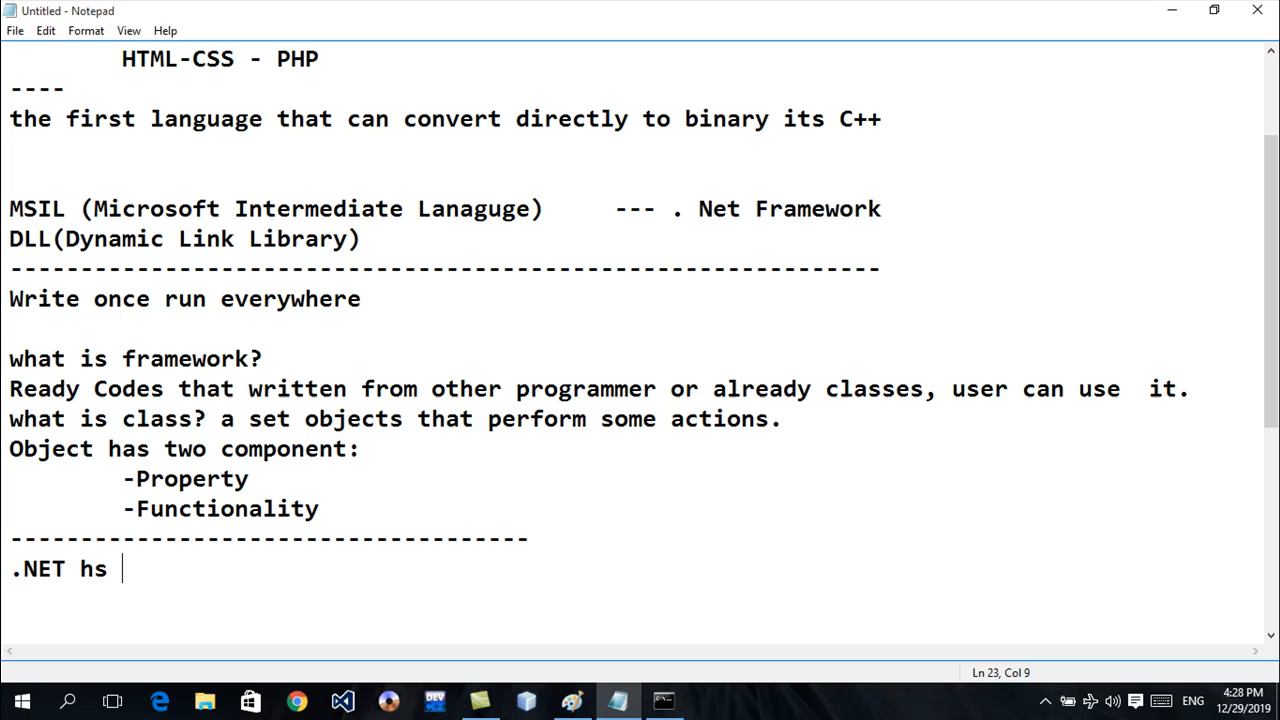 Untitled - Notepad
File Edit Format View Help
HTML-CSS - PHP
----
the first language that can convert directly to binary its C++
MSIL (Microsoft Intermediate Lanaguge) --- . Net Framework
DLL(Dynamic Link Library)
--------------------------------------------------------------
Write once run everywhere
what is framework?
Ready Codes that written from other programmer or already classes, user can use it.
what is class? a set objects that perform some actions.
Object has two component:
-Property
-Functionality
-------------------------------------
.NET hs
Ln 23, Col 9
DEV
ENG
4:28 PM
12/29/2019